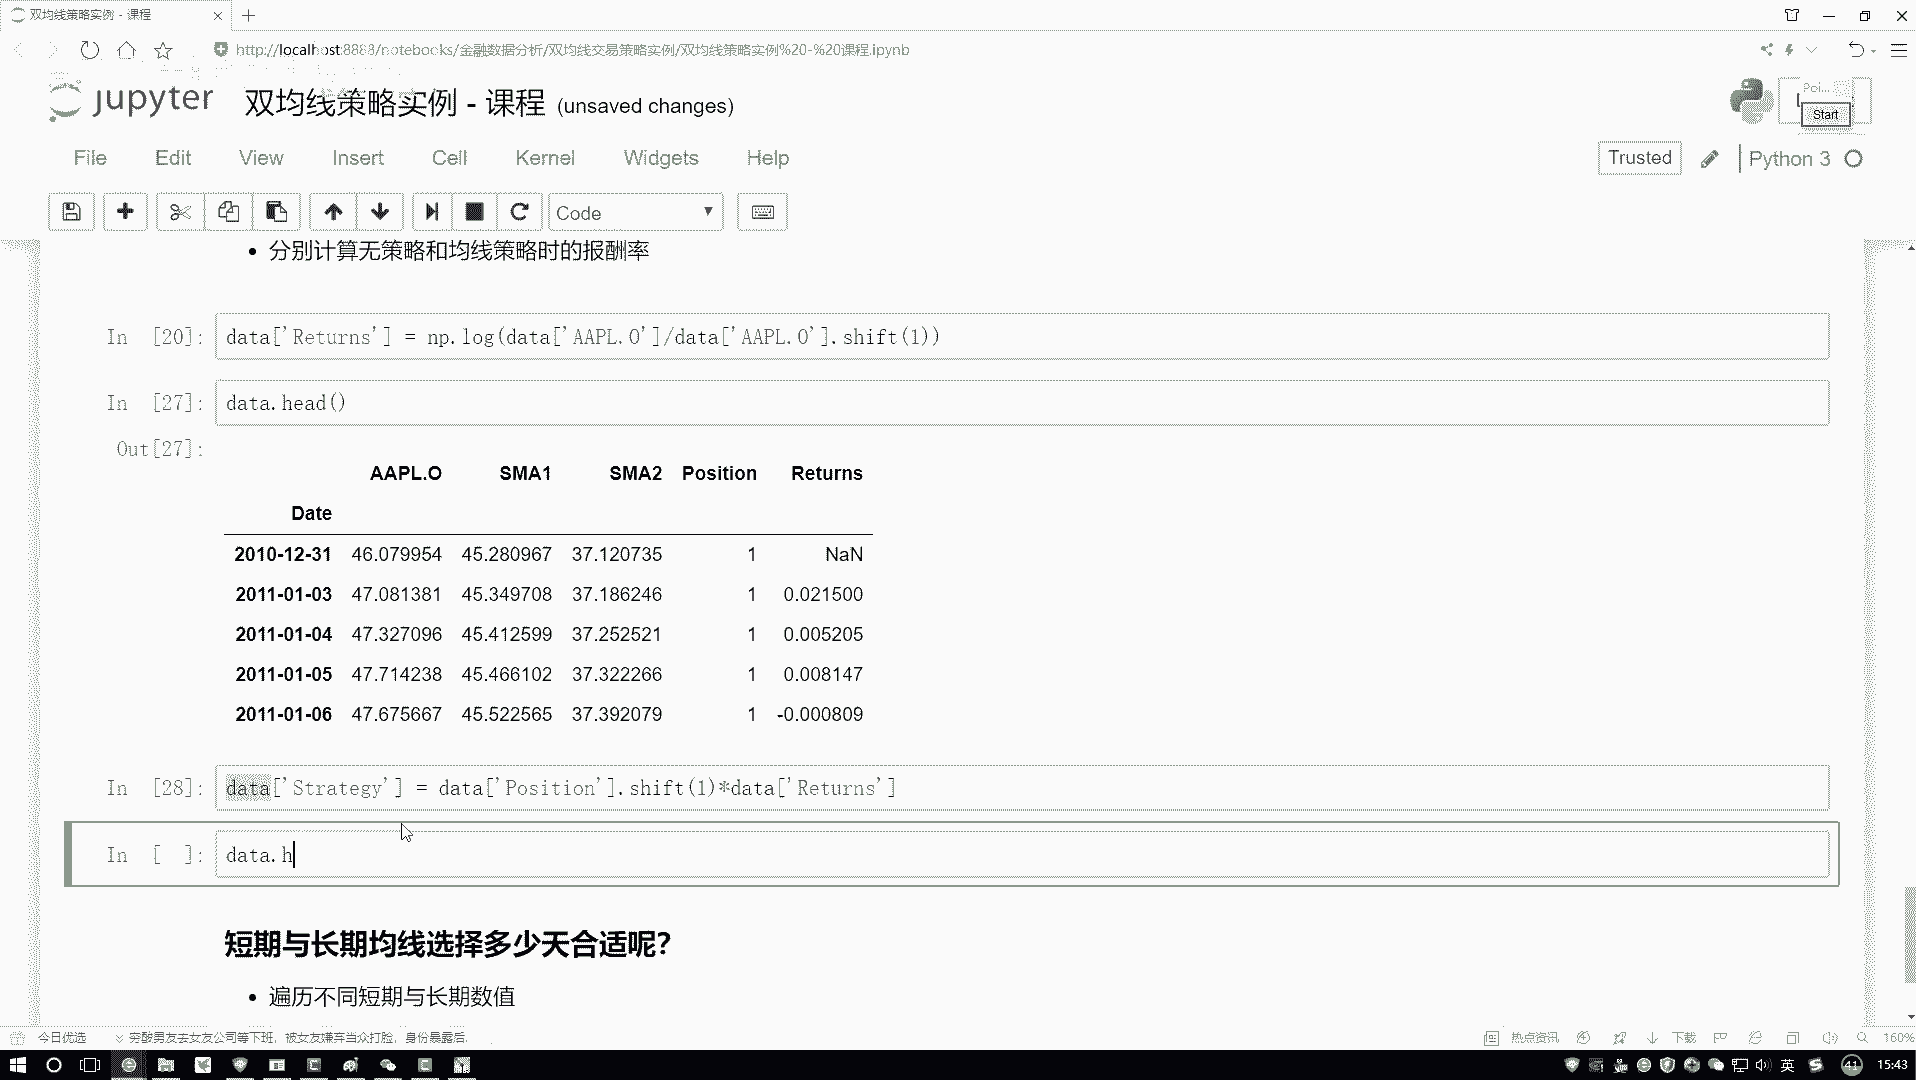 双均线策略实例 - 课程
http://localhost:8888/notebooks/金融数据分析/双均线交易策略实例/双均线策略实例%20-%20课程.ipynb
jupyter 双均线策略实例 - 课程 (unsaved changes)
Poi...
Start
File Edit View Insert Cell Kernel Widgets Help
Trusted Python 3
Code
分别计算无策略和均线策略时的报酬率
In [20]: data['Returns'] = np.log(data['AAPL.O']/data['AAPL.O'].shift(1))
In [27]: data.head()
Out[27]:
AAPL.O SMA1 SMA2 Position Returns
Date
2010-12-31 46.079954 45.280967 37.120735 1 NaN
2011-01-03 47.081381 45.349708 37.186246 1 0.021500
2011-01-04 47.327096 45.412599 37.252521 1 0.005205
2011-01-05 47.714238 45.466102 37.322266 1 0.008147
2011-01-06 47.675667 45.522565 37.392079 1 -0.000809
In [28]: data['Strategy'] = data['Position'].shift(1)*data['Returns']
In [ ]: data.h
短期与长期均线选择多少天合适呢?
遍历不同短期与长期数值
今日优选 穷酸男友去女友公司等下班, 被女友嫌弃当众打脸, 身份暴露后. 热点资讯 下载 160%
英 41 15:43